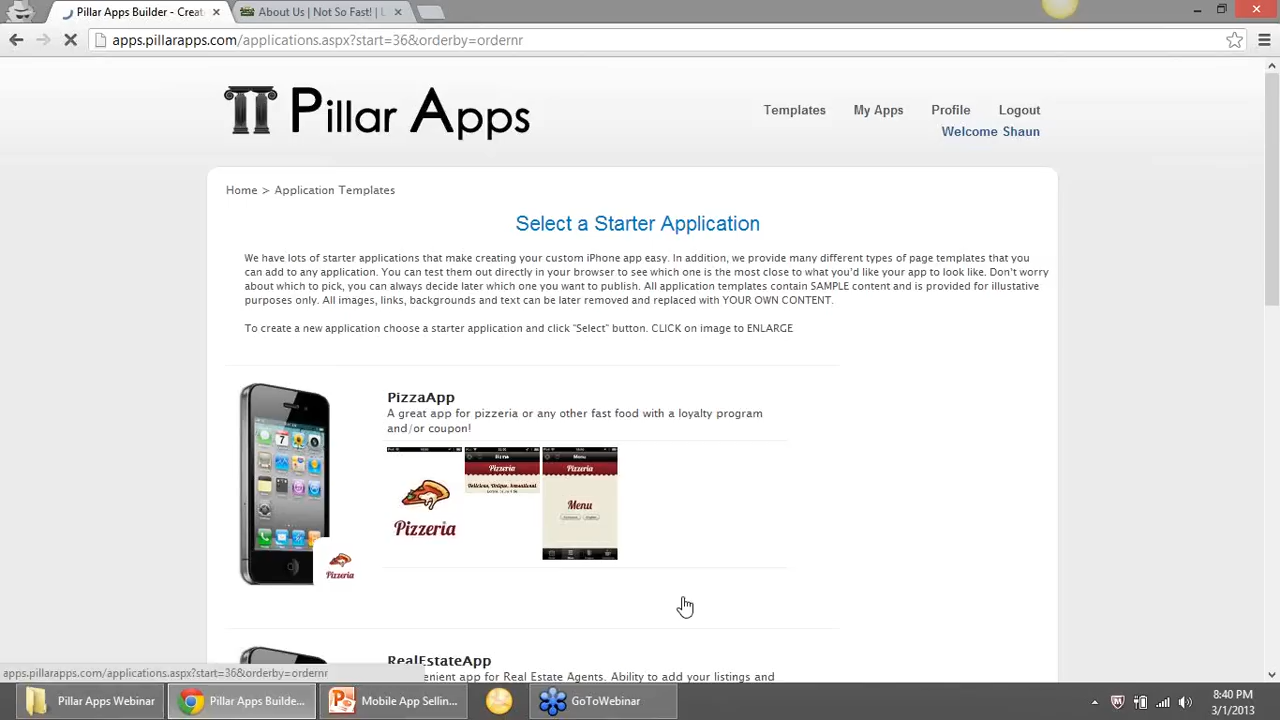 Pillar Apps Builder - Creat
About Us | Not So Fast! | L
apps.pillarapps.com/applications.aspx?start=36&orderby=ordernr
Pillar Apps
Templates My Apps Profile Logout
Welcome Shaun
Home > Application Templates
Select a Starter Application
We have lots of starter applications that make creating your custom iPhone app easy. In addition, we provide many different types of page templates that you
can add to any application. You can test them out directly in your browser to see which one is the most close to what you'd like your app to look like. Don't worry
about which to pick, you can always decide later which one you want to publish. All application templates contain SAMPLE content and is provided for illustative
purposes only. All images, links, backgrounds and text can be later removed and replaced with YOUR OWN CONTENT.
To create a new application choose a starter application and click "Select" button. CLICK on image to ENLARGE
PizzaApp
A great app for pizzeria or any other fast food with a loyalty program
and/or coupon!
Pizzeria
Pizzeria
Delicious, Unique, Sensational
Menu
Pizzeria
Menu
Pizzeria
RealEstateApp
enient app for Real Estate Agents. Ability to add your listings and
apps.pillarapps.com/applications.aspx?start=36&orderby=ordernr
Pillar Apps Webinar
Pillar Apps Builde...
Mobile App Sellin...
GoToWebinar
8:40 PM
3/1/2013